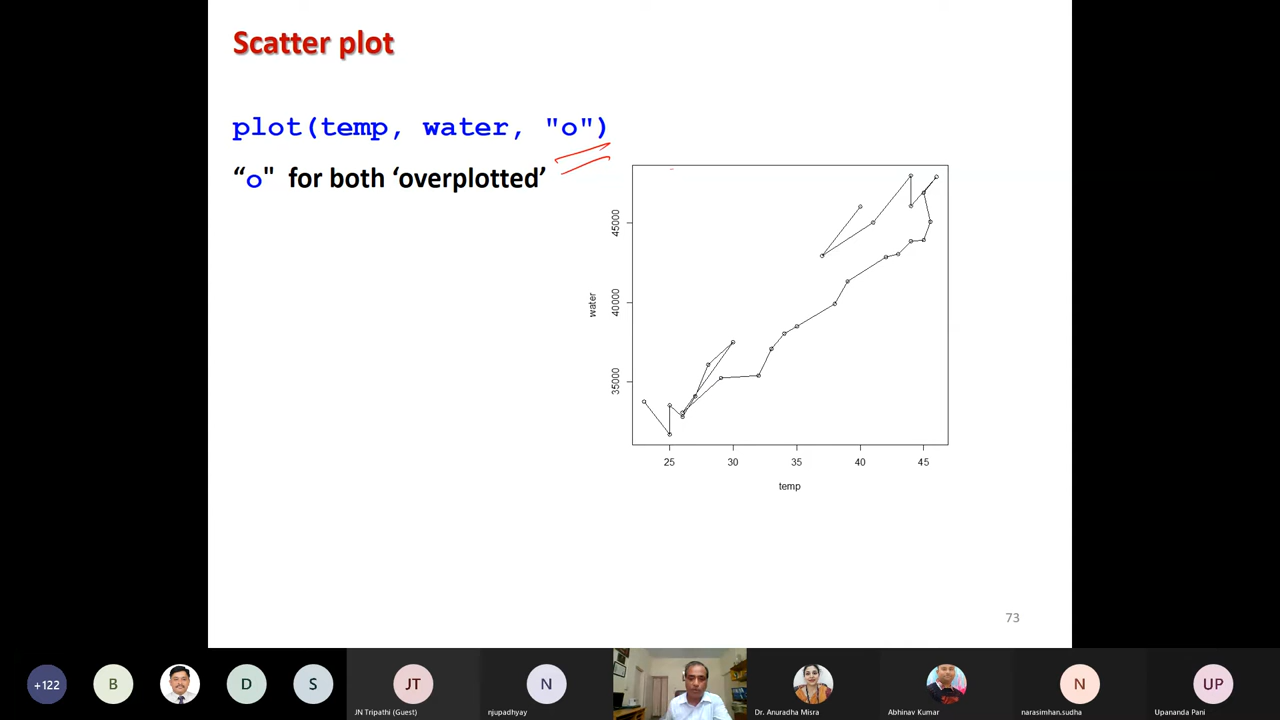 Scatter plot
plot(temp, water, "o")
“o" for both ‘overplotted’
45000
40000
35000
water
25 30 35 40 45
temp
73
+122 B D S JT N N UP
JN Tripathi (Guest) njupadhyay Dr. Anuradha Misra Abhinav Kumar narasimhan.sudha Upananda Pani